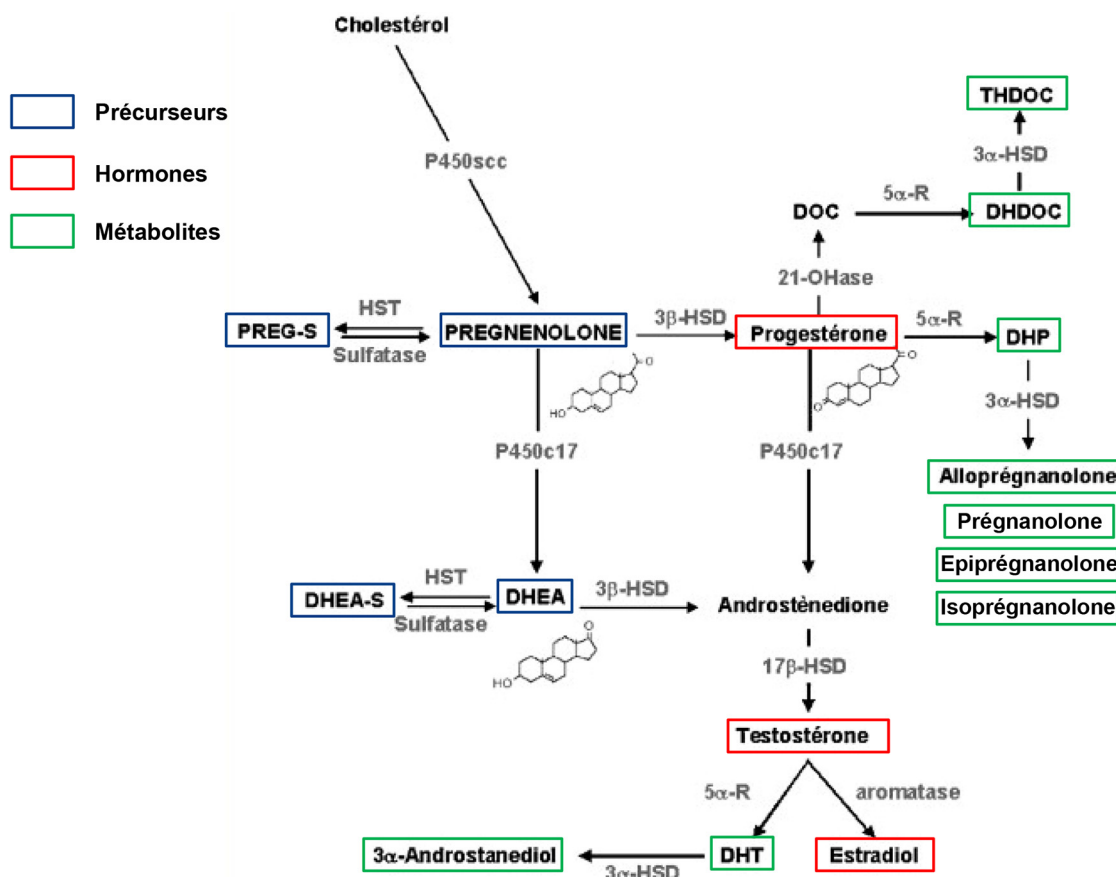 Cholestérol
Précurseurs
Hormones
Métabolites
P450scc
THDOC
3α-HSD
DOC
5α-R
DHDOC
21-OHase
PREG-S
HST
Sulfatase
PREGNENOLONE
3β-HSD
Progestérone
5α-R
DHP
HO
O
O
O
3α-HSD
P450c17
P450c17
Alloprégnanolone
Prégnanolone
Epiprégnanolone
Isoprégnanolone
DHEA-S
HST
Sulfatase
DHEA
3β-HSD
Androstènedione
O
HO
17β-HSD
Testostérone
5α-R
aromatase
3α-Androstanediol
3α-HSD
DHT
Estradiol